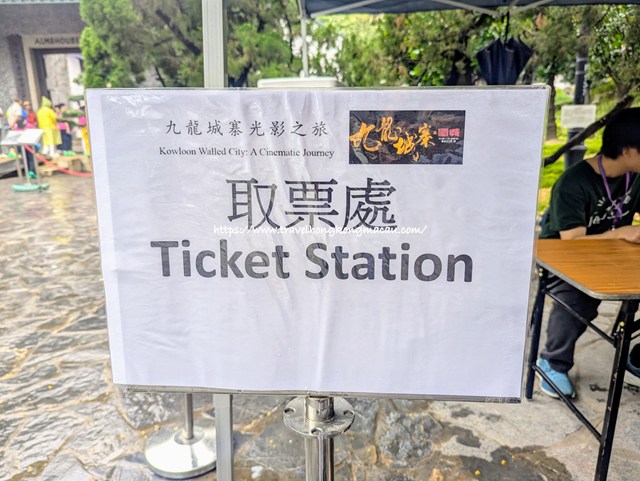 ALMSHOUSE
九龍城寨光影之旅
Kowloon Walled City: A Cinematic Journey
九龍城寨
取票處
https://www.travelhongkongmacau.com/
Ticket Station